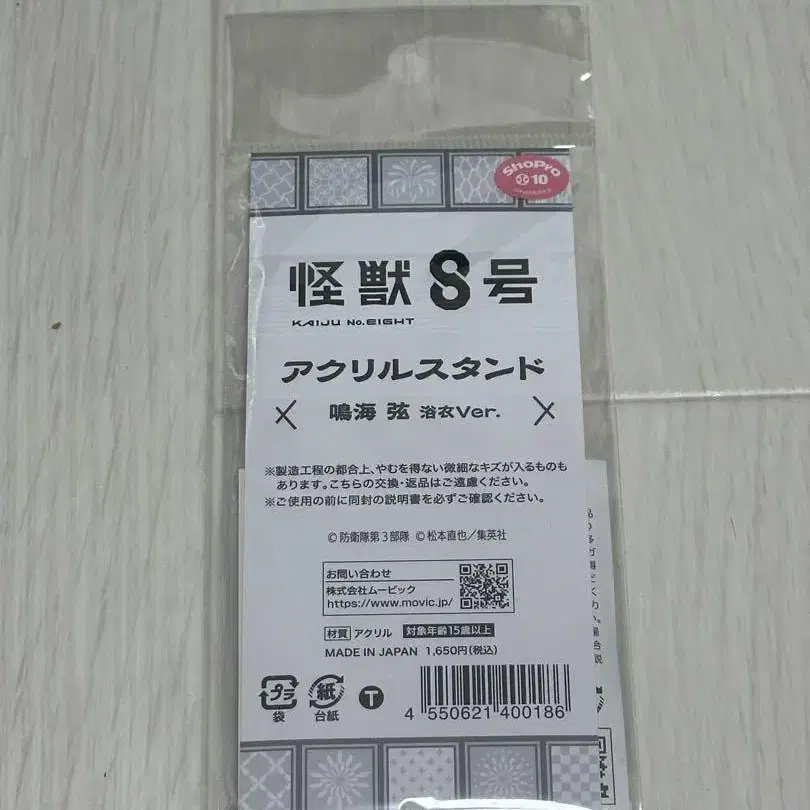 ShoPro
10
怪獣8号
KAIJU No.EIGHT
アクリルスタンド
鳴海 弦 浴衣Ver.
※製造工程の都合上、やむを得ない微細なキズが入るものも
あります。こちらの交換・返品はご遠慮ください。
※ご使用の前に同封の説明書を必ずご確認ください。
© 防衛隊第3部隊 © 松本直也／集英社
お問い合わせ
株式会社ムービック
https://www.movic.jp/
材質 アクリル 対象年齢15歳以上
MADE IN JAPAN 1,650円(税込)
プラ
袋
紙
台紙
T
4 550621 400186